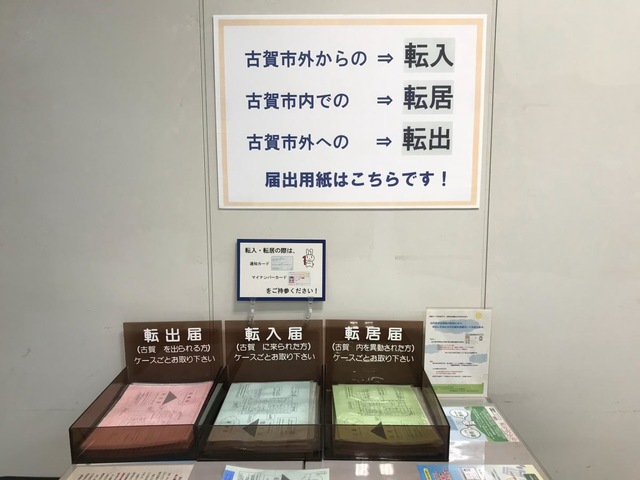 古賀市外からの ⇒ 転入
古賀市内での ⇒ 転居
古賀市外への ⇒ 転出
届出用紙はこちらです！
転入・転居の際は、
通知カード
マイナンバーカード
をご持参ください！
転出届
(古賀 を出られる方)
ケースごとお取り下さい
転入届
(古賀 に来られた方)
ケースごとお取り下さい
転居届
(古賀 内を異動された方)
ケースごとお取り下さい